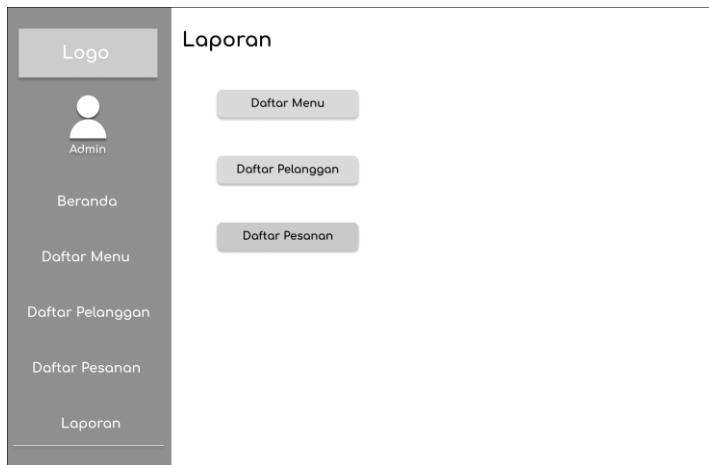 Logo
Admin
Beranda
Daftar Menu
Daftar Pelanggan
Daftar Pesanan
Laporan
Laporan
Daftar Menu
Daftar Pelanggan
Daftar Pesanan